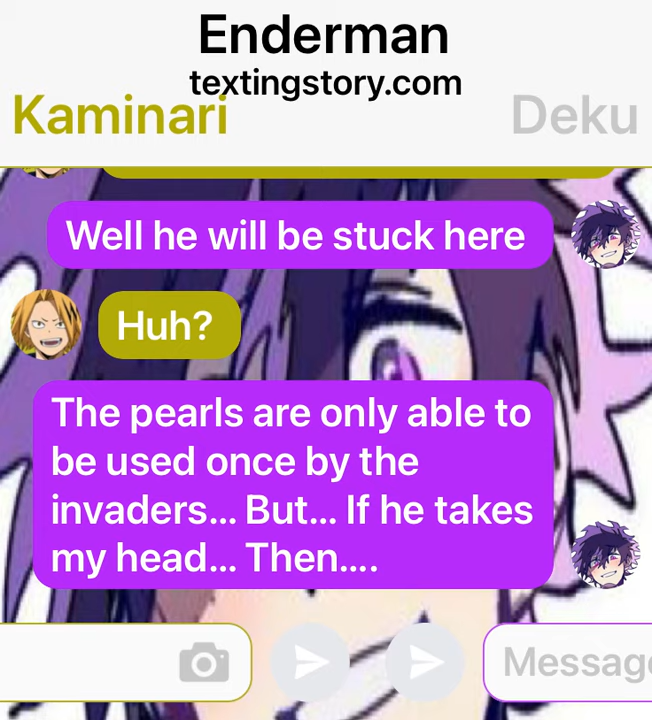 Enderman
textingstory.com
Kaminari
Deku
Well he will be stuck here
Huh?
The pearls are only able to
be used once by the
invaders... But... If he takes
my head... Then....
Message